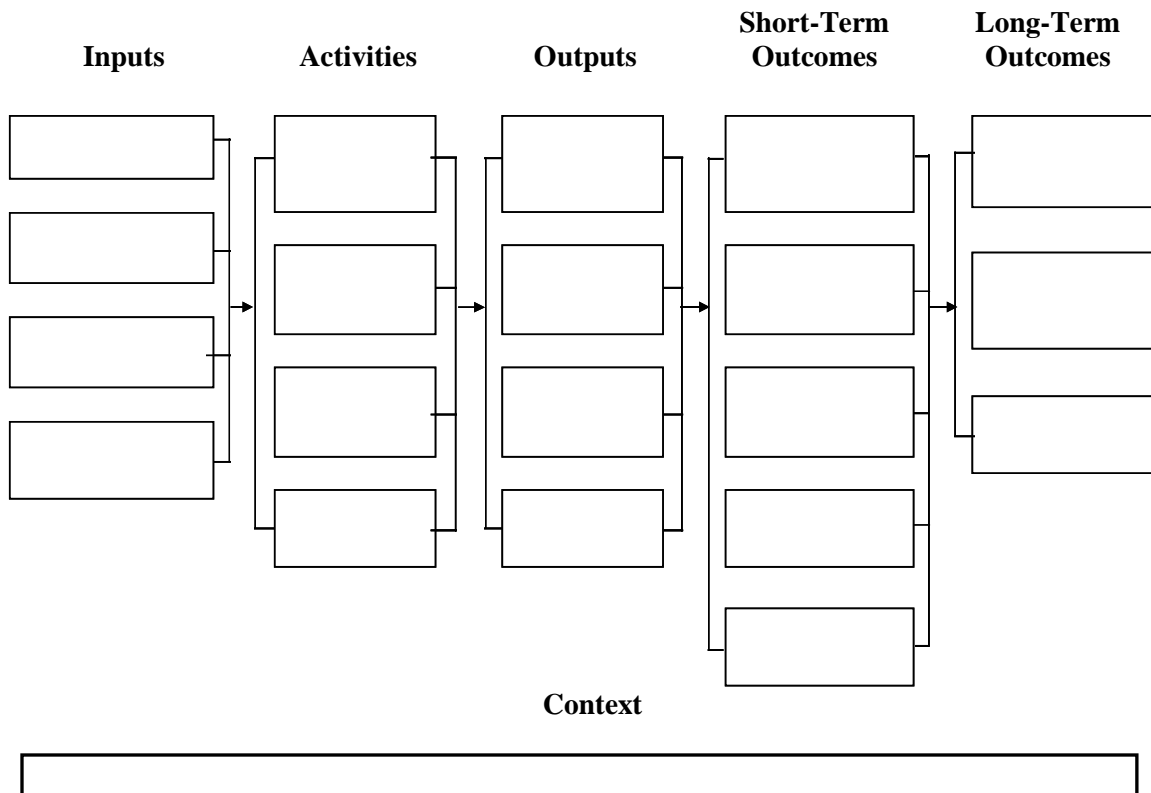 Inputs
Activities
Outputs
Short-Term
Outcomes
Long-Term
Outcomes
Context